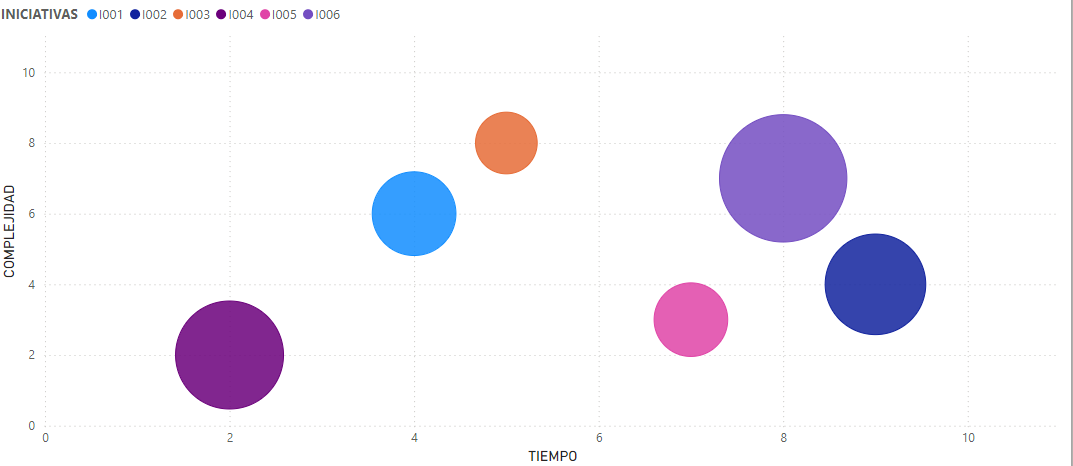 INICIATIVAS I001 I002 I003 I004 I005 I006
10
8
6
4
2
0
COMPLEJIDAD
0 2 4 6 8 10
TIEMPO